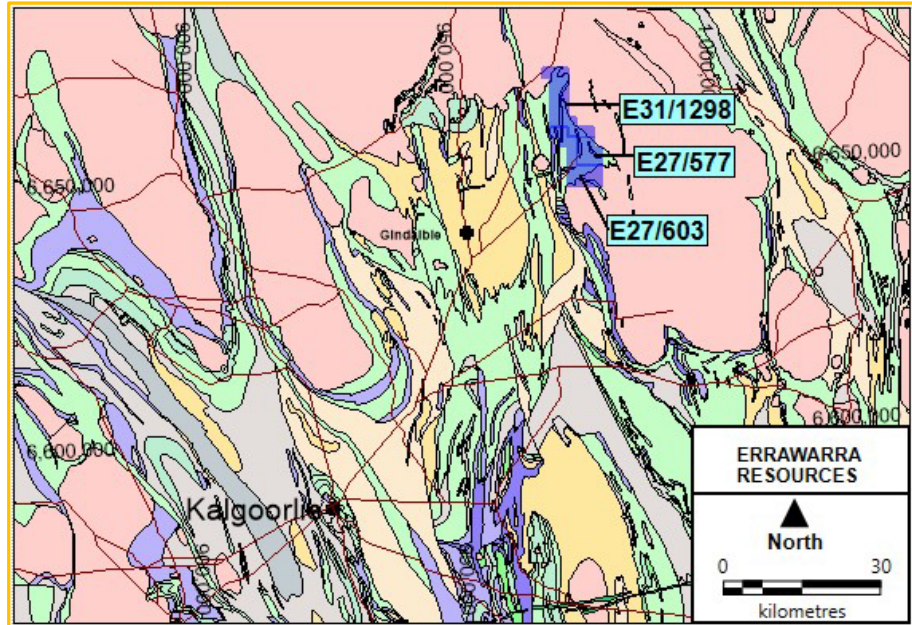 E31/1298
E27/577
6,650,000
6,650,000
Gindalbie
E27/603
6,600,000
6,600,000
Kalgoorlie
ERRAWARRA
RESOURCES
North
0 30
kilometres